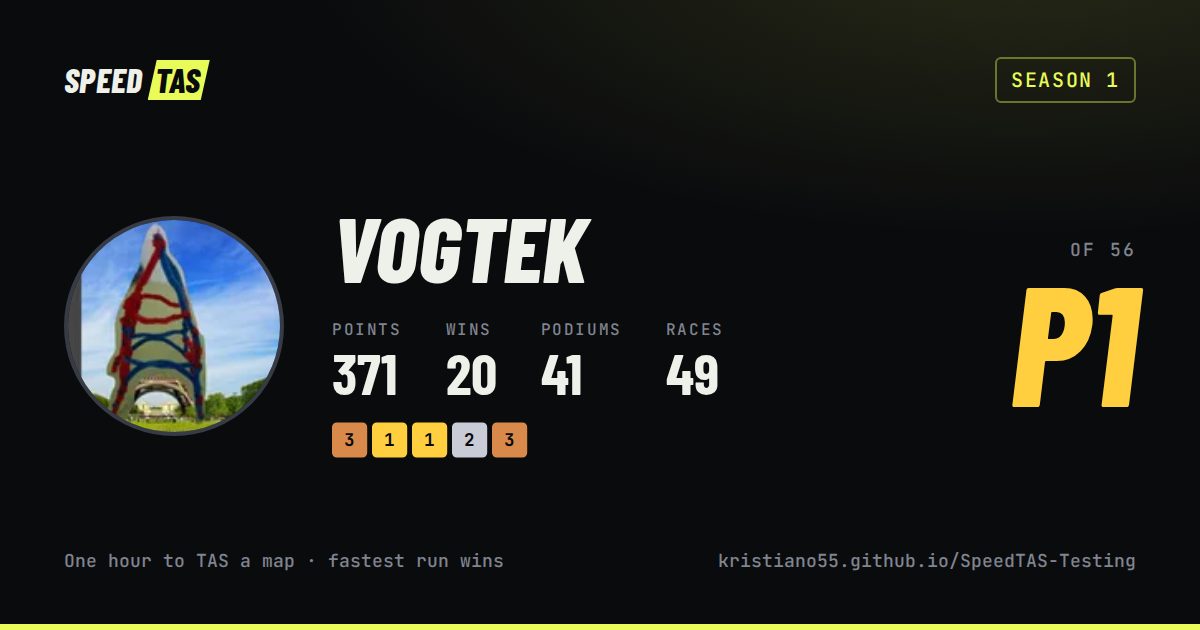 SPEED TAS
SEASON 1
VOGTEK
OF 56
P1
POINTS WINS PODIUMS RACES
371 20 41 49
3 1 1 2 3
One hour to TAS a map · fastest run wins
kristiano55.github.io/SpeedTAS-Testing